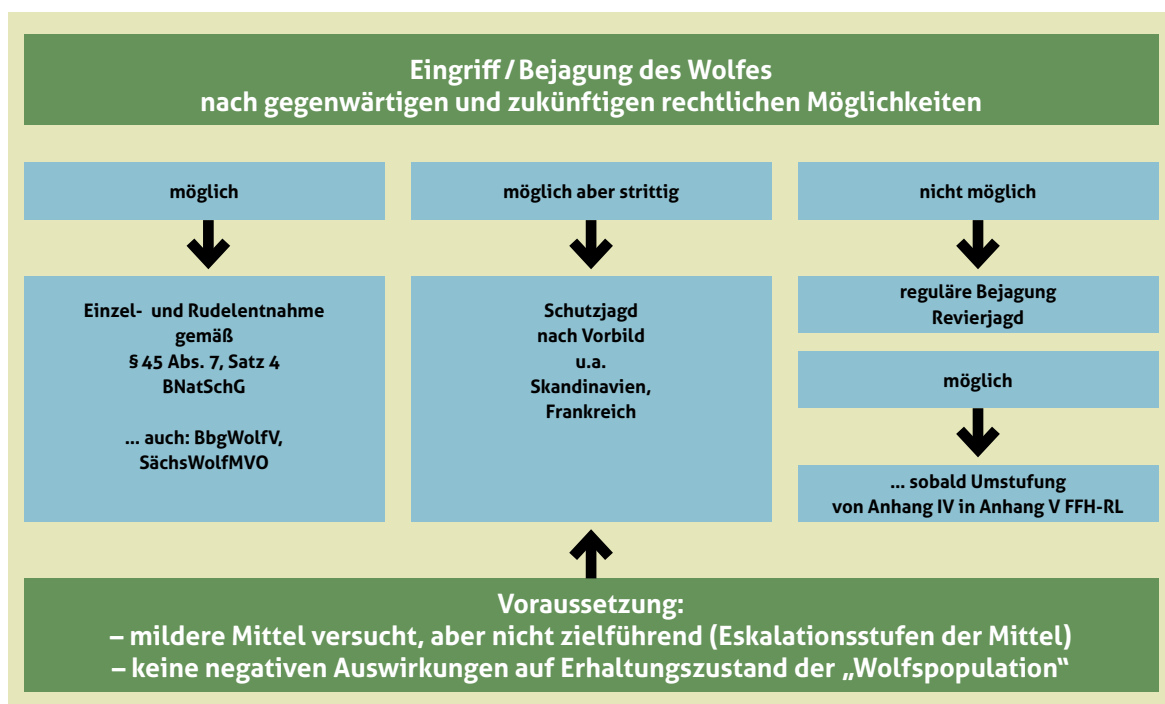 Eingriff / Bejagung des Wolfes
nach gegenwärtigen und zukünftigen rechtlichen Möglichkeiten
möglich
Einzel- und Rudelentnahme
gemäß
§ 45 Abs. 7, Satz 4
BNatSchG
... auch: BbgWolfV,
SächsWolfMVO
möglich aber strittig
Schutzjagd
nach Vorbild
u.a.
Skandinavien,
Frankreich
nicht möglich
reguläre Bejagung
Revierjagd
möglich
... sobald Umstufung
von Anhang IV in Anhang V FFH-RL
Voraussetzung:
– mildere Mittel versucht, aber nicht zielführend (Eskalationsstufen der Mittel)
– keine negativen Auswirkungen auf Erhaltungszustand der „Wolfspopulation“